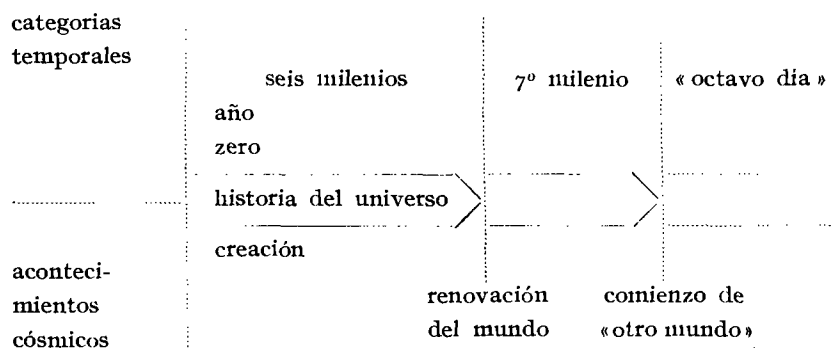 categorias
temporales
seis milenios
7º milenio
« octavo día »
año
zero
historia del universo
creación
aconteci-
mientos
cósmicos
renovación
del mundo
comienzo de
«otro mundo»